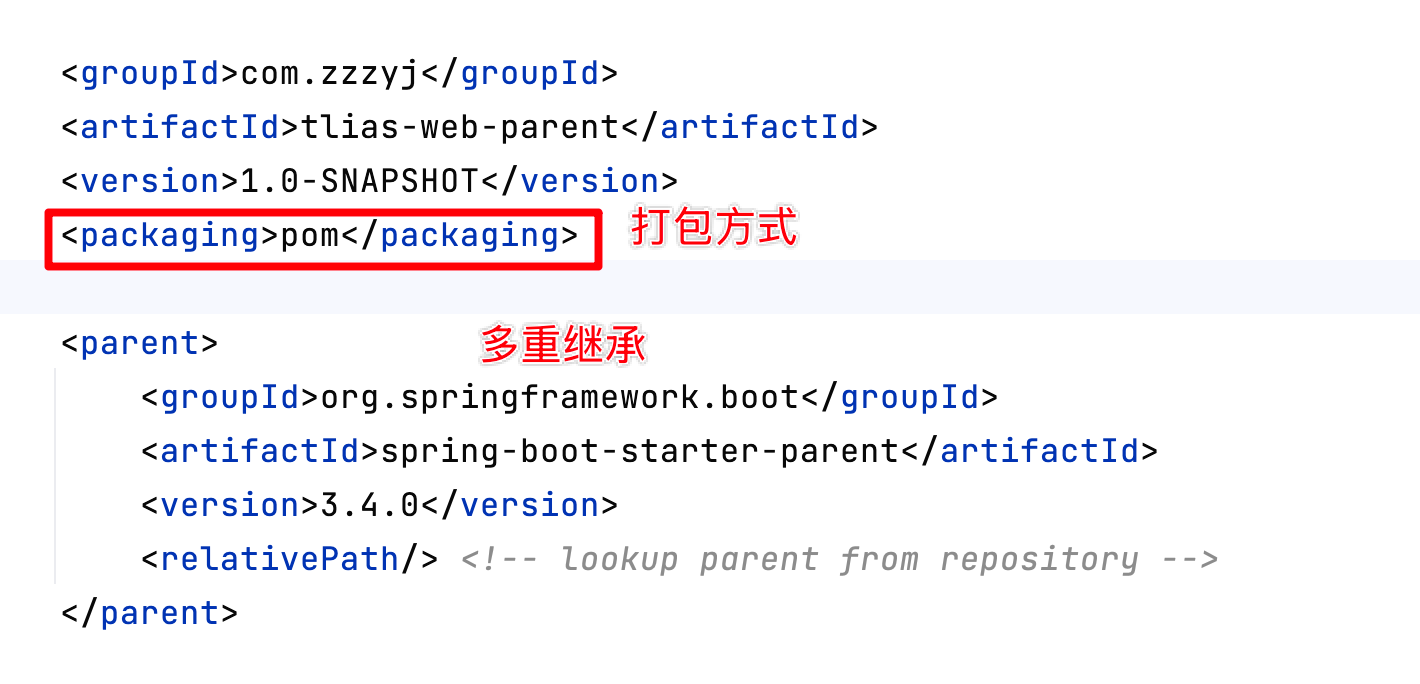 <groupId>com.zzzyj</groupId>
<artifactId>tlias-web-parent</artifactId>
<version>1.0-SNAPSHOT</version>
<packaging>pom</packaging> 打包方式
<parent> 多重继承
<groupId>org.springframework.boot</groupId>
<artifactId>spring-boot-starter-parent</artifactId>
<version>3.4.0</version>
<relativePath/> <!-- lookup parent from repository -->
</parent>